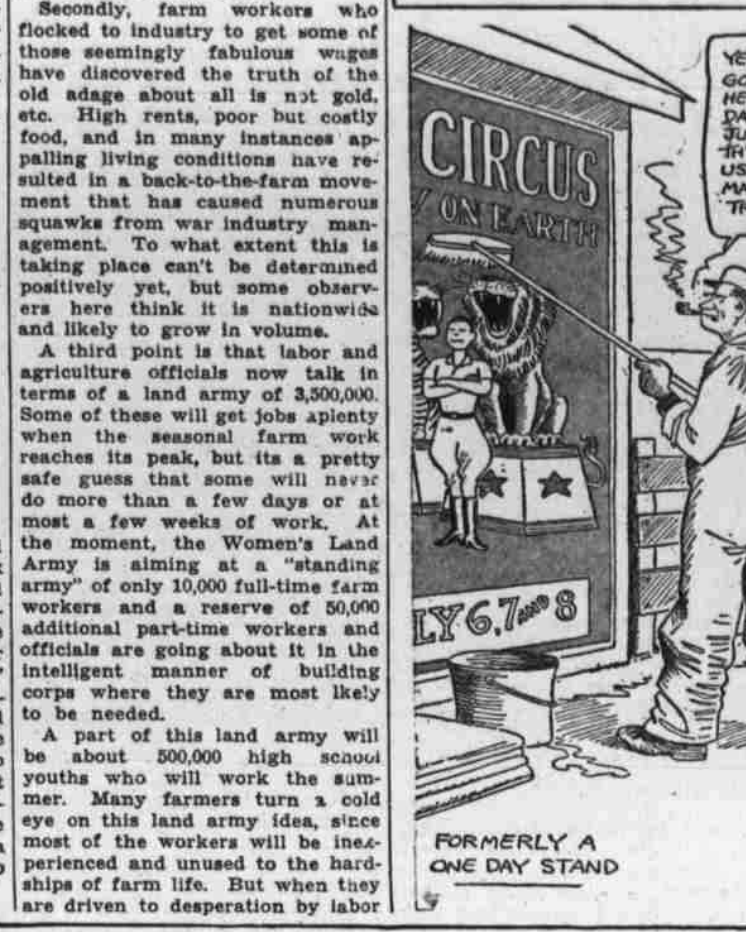 Secondly, farm workers who
flocked to industry to get some of
those seemingly fabulous wages
have discovered the truth of the
old adage about all is not gold,
etc. High rents, poor but costly
food, and in many instances ap-
palling living conditions have re-
sulted in a back-to-the-farm move-
ment that has caused numerous
squawks from war industry man-
agement. To what extent this is
taking place can't be determined
positively yet, but some observ-
ers here think it is nationwide
and likely to grow in volume.
A third point is that labor and
agriculture officials now talk in
terms of a land army of 3,500,000.
Some of these will get jobs aplenty
when the seasonal farm work
reaches its peak, but its a pretty
safe guess that some will never
do more than a few days or at
most a few weeks of work. At
the moment, the Women's Land
Army is aiming at a "standing
army" of only 10,000 full-time farm
workers and a reserve of 50,000
additional part-time workers and
officials are going about it in the
intelligent manner of building
corps where they are most lkely
to be needed.
A part of this land army will
be about 500,000 high school
youths who will work the sum-
mer. Many farmers turn a cold
eye on this land army idea, since
most of the workers will be inex-
perienced and unused to the hard-
ships of farm life. But when they
are driven to desperation by labor
CIRCUS
ON EARTH
LY 6, 7 AND 8
YE
GO
HE
DA
JU
TH
US
MA
TI
FORMERLY A
ONE DAY STAND